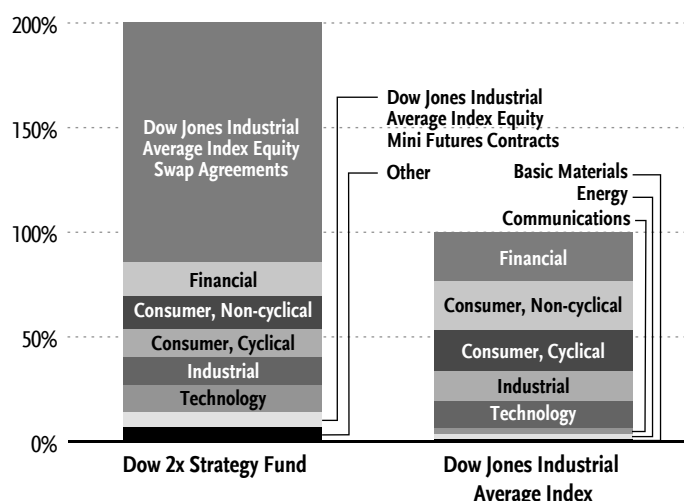 200%
150%
100%
50%
0%
Dow Jones Industrial
Average Index Equity
Swap Agreements
Financial
Consumer, Non-cyclical
Consumer, Cyclical
Industrial
Technology
Dow Jones Industrial
Average Index Equity
Mini Futures Contracts
Other
Basic Materials
Energy
Communications
Financial
Consumer, Non-cyclical
Consumer, Cyclical
Industrial
Technology
Dow 2x Strategy Fund
Dow Jones Industrial
Average Index